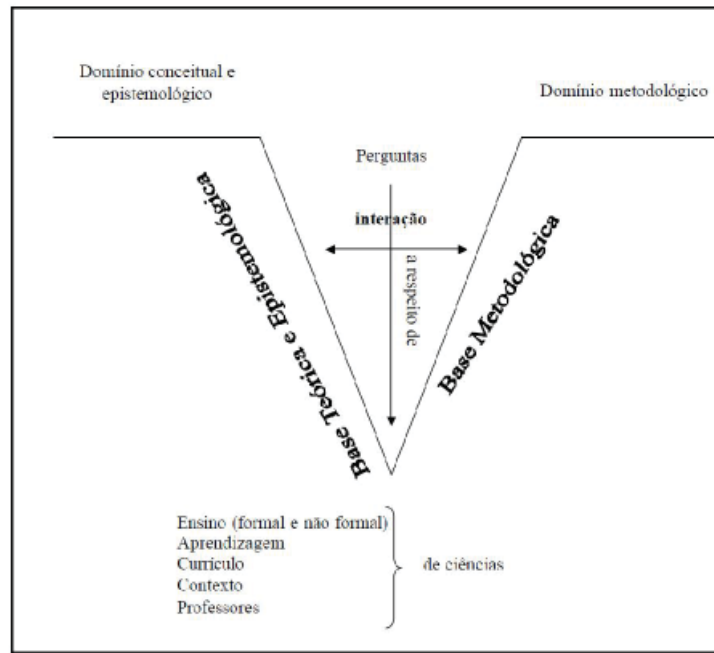 Domínio conceitual e
epistemológico
Domínio metodológico
Perguntas
interação
a respeito de
Base Teórica e Epistemológica
Base Metodológica
Ensino (formal e não formal)
Aprendizagem
Currículo
Contexto
Professores
de ciências